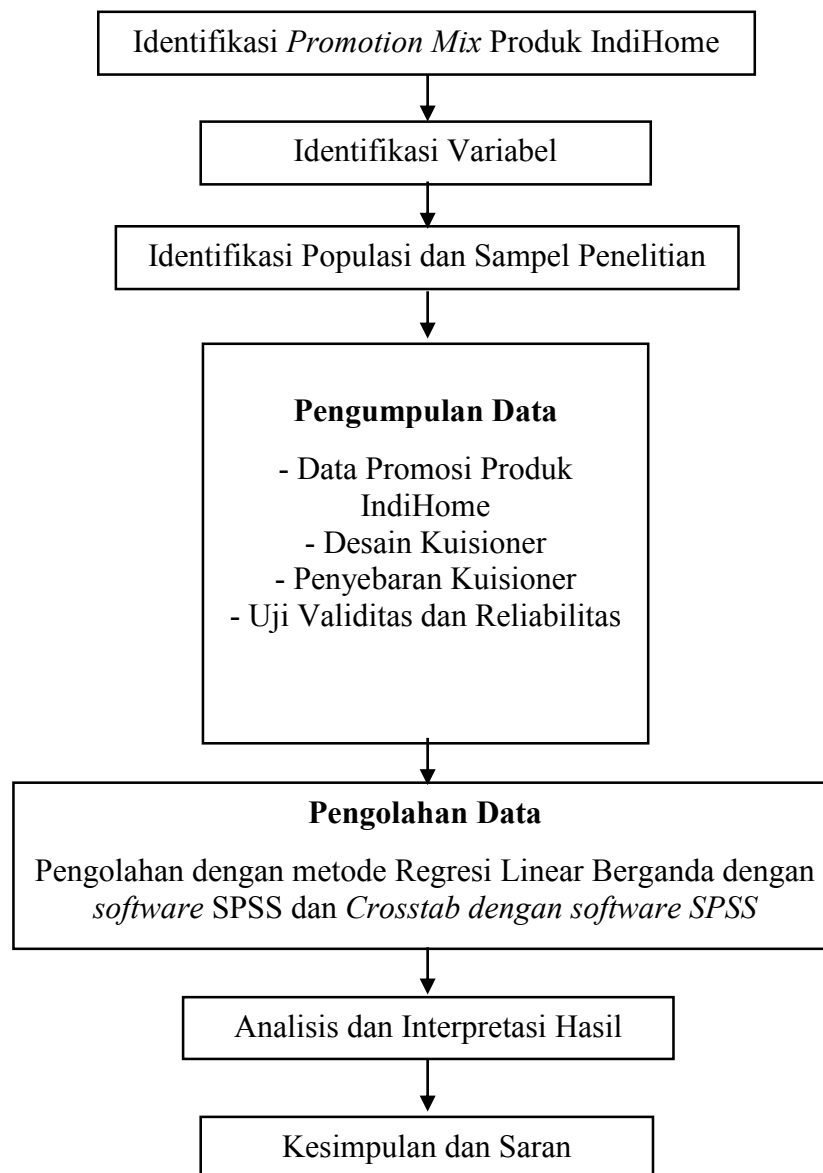 Identifikasi Promotion Mix Produk IndiHome
Identifikasi Variabel
Identifikasi Populasi dan Sampel Penelitian
Pengumpulan Data
- Data Promosi Produk
IndiHome
- Desain Kuisioner
- Penyebaran Kuisioner
- Uji Validitas dan Reliabilitas
Pengolahan Data
Pengolahan dengan metode Regresi Linear Berganda dengan
software SPSS dan Crosstab dengan software SPSS
Analisis dan Interpretasi Hasil
Kesimpulan dan Saran